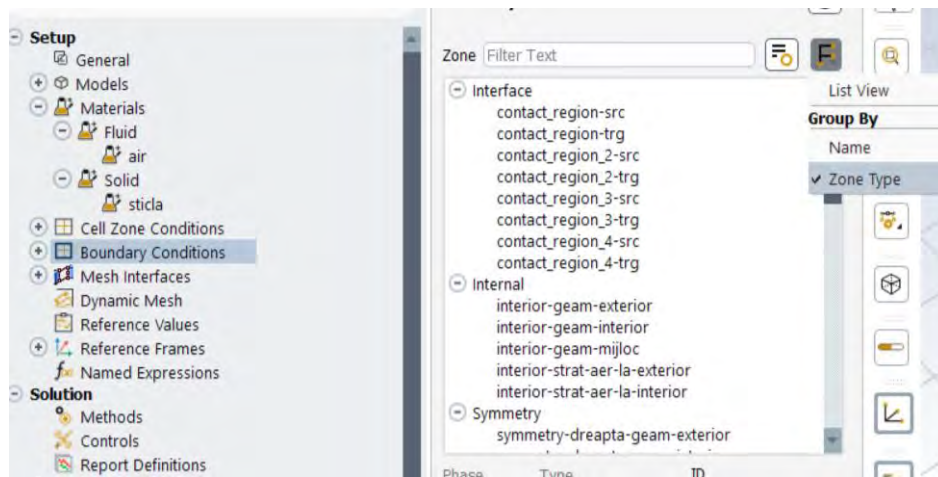 Setup
General
Models
Materials
Fluid
air
Solid
sticla
Cell Zone Conditions
Boundary Conditions
Mesh Interfaces
Dynamic Mesh
Reference Values
Reference Frames
Named Expressions
Solution
Methods
Controls
Report Definitions
Zone Filter Text
Interface
contact_region-src
contact_region-trg
contact_region_2-src
contact_region_2-trg
contact_region_3-src
contact_region_3-trg
contact_region_4-src
contact_region_4-trg
Internal
interior-geam-exterior
interior-geam-interior
interior-geam-mijloc
interior-strat-aer-la-exterior
interior-strat-aer-la-interior
Symmetry
symmetry-dreapta-geam-exterior
Phase Type ID
List View
Group By
Name
Zone Type